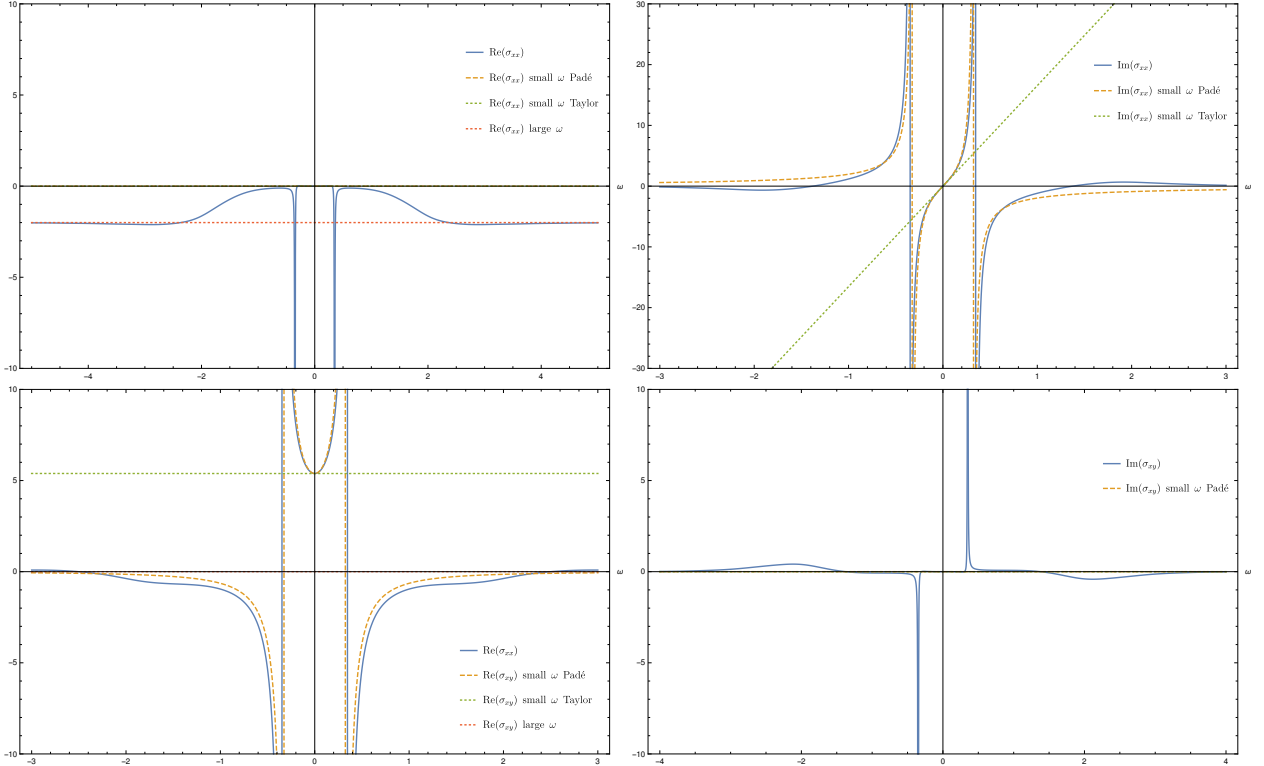 10
5
0
−5
−10
−4
−2
0
2
4
ω
Re(σxx)
Re(σxx) small ω Padé
Re(σxx) small ω Taylor
Re(σxx) large ω
30
20
10
0
−10
−20
−30
−3
−2
−1
0
1
2
3
ω
Im(σxx)
Im(σxx) small ω Padé
Im(σxx) small ω Taylor
10
5
0
−5
−10
−3
−2
−1
0
1
2
3
ω
Re(σxx)
Re(σxy) small ω Padé
Re(σxy) small ω Taylor
Re(σxy) large ω
10
5
0
−5
−10
−4
−2
0
2
4
ω
Im(σxy)
Im(σxy) small ω Padé